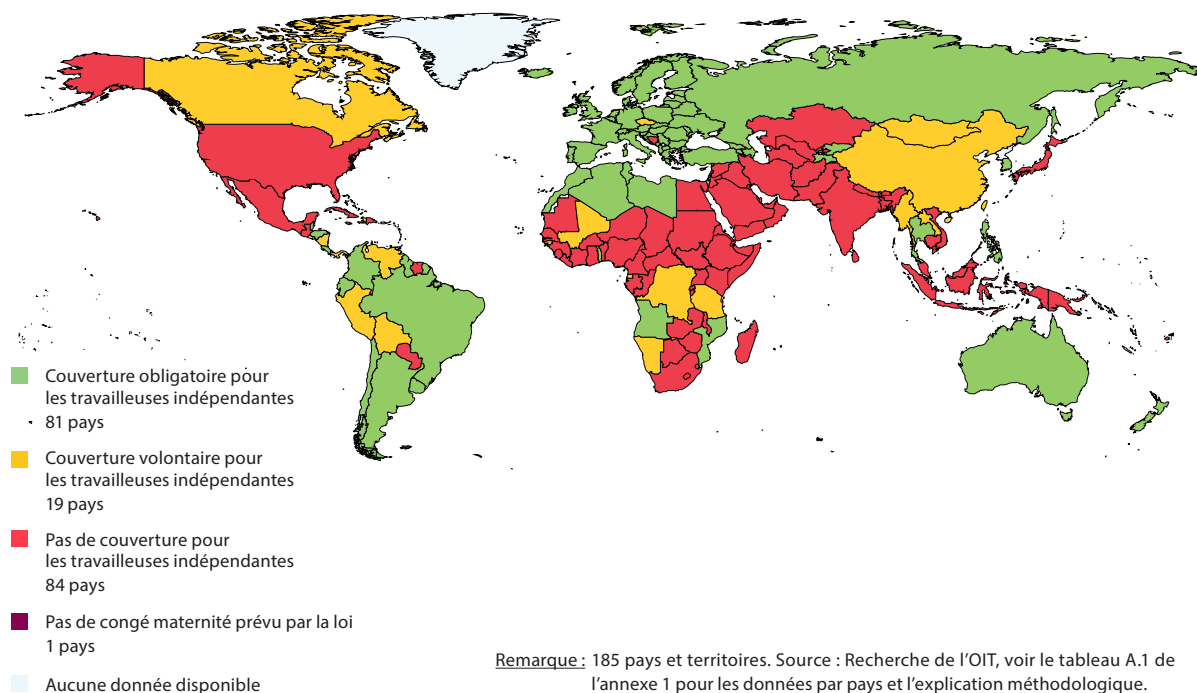 Couverture obligatoire pour
les travailleuses indépendantes
81 pays
Couverture volontaire pour
les travailleuses indépendantes
19 pays
Pas de couverture pour
les travailleuses indépendantes
84 pays
Pas de congé maternité prévu par la loi
1 pays
Aucune donnée disponible
Remarque : 185 pays et territoires. Source : Recherche de l’OIT, voir le tableau A.1 de
l’annexe 1 pour les données par pays et l’explication méthodologique.